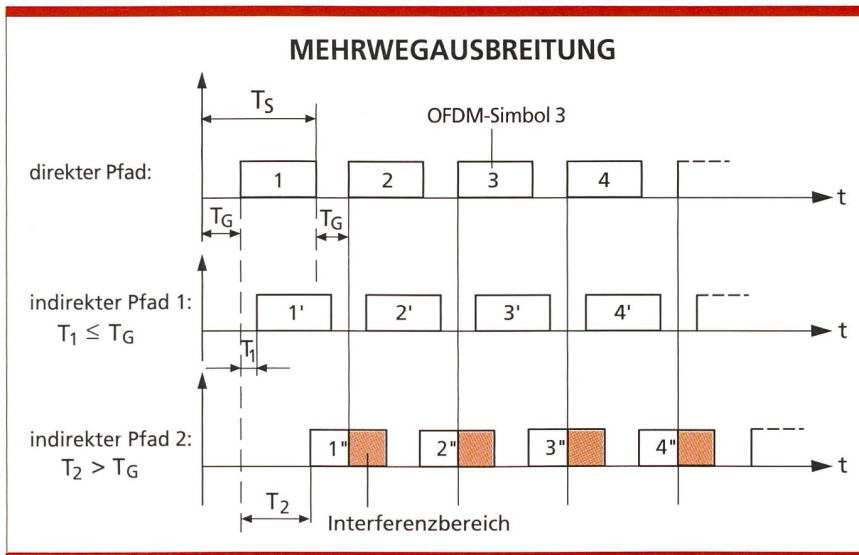 MEHRWEGAUSBREITUNG
T_S
OFDM-Simbol 3
direkter Pfad:
1
2
3
4
t
T_G
T_G
indirekter Pfad 1:
T_1 ≤ T_G
1'
2'
3'
4'
t
T_1
indirekter Pfad 2:
T_2 > T_G
1"
2"
3"
4"
t
T_2
Interferenzbereich